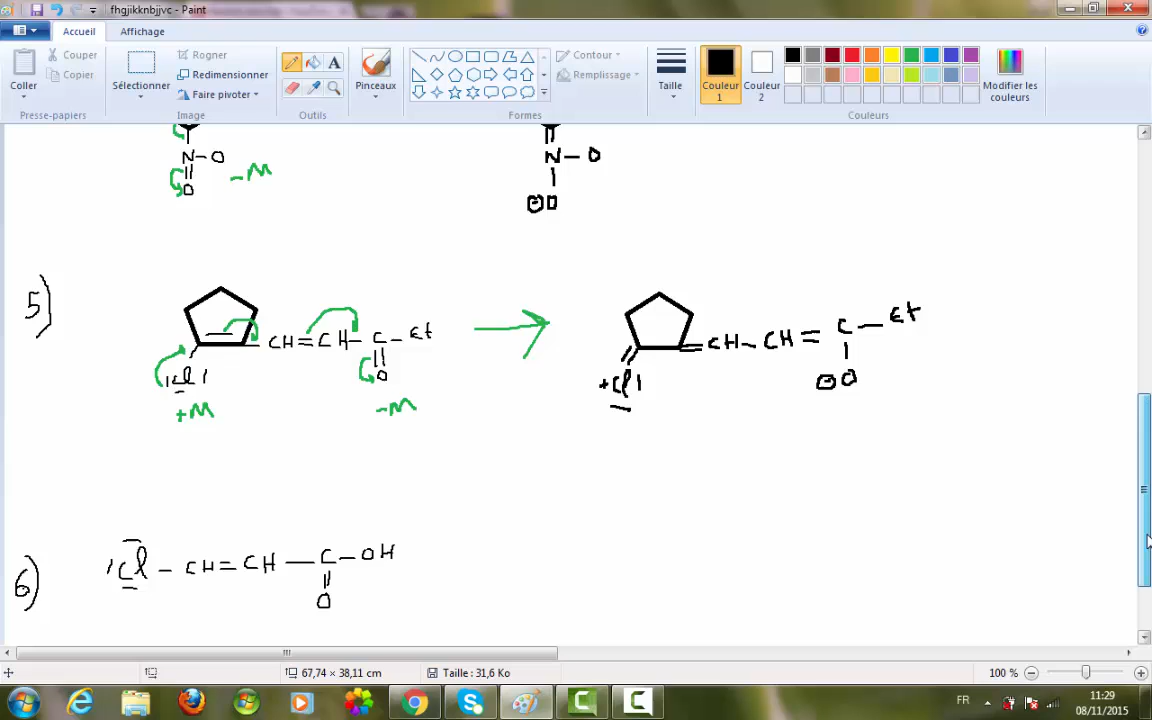 fhgjikknbjjvc - Paint
Accueil Affichage
Coller
Couper
Copier
Presse-papiers
Sélectionner
Rogner
Redimensionner
Faire pivoter
Image
A
Outils
Pinceaux
Contour
Remplissage
Formes
Taille
Couleur 1
Couleur 2
Modifier les couleurs
Couleurs
N - O
O
-M
N - O
⊖O
5)
CH = CH - C - Et
O
|Cl|
+M
-M
CH - CH = C - Et
+Cl|
⊖O
6)
|Cl - CH = CH - C - OH
O
67,74 × 38,11 cm
Taille : 31,6 Ko
100 %
FR
11:29
08/11/2015